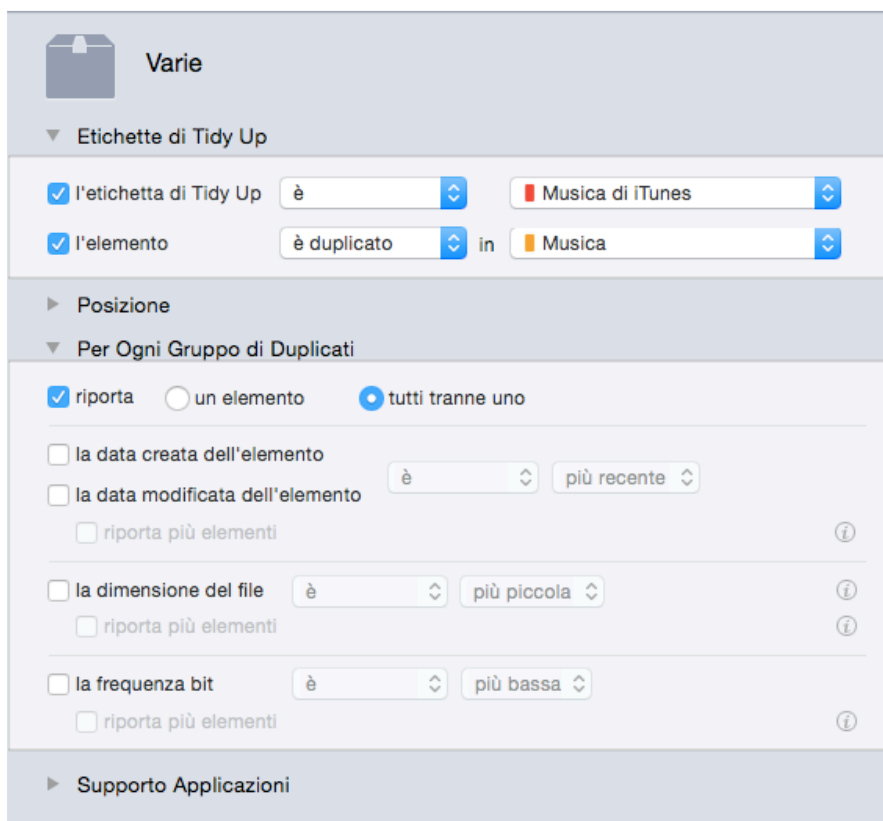 Varie
Etichette di Tidy Up
l'etichetta di Tidy Up è Musica di iTunes
l'elemento è duplicato in Musica
Posizione
Per Ogni Gruppo di Duplicati
riporta un elemento tutti tranne uno
la data creata dell'elemento
è più recente
la data modificata dell'elemento
riporta più elementi
la dimensione del file è più piccola
riporta più elementi
la frequenza bit è più bassa
riporta più elementi
Supporto Applicazioni